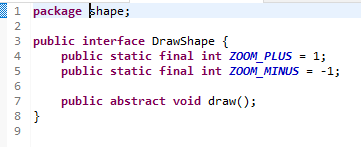 1 package shape;
2
3 public interface DrawShape {
4 public static final int ZOOM_PLUS = 1;
5 public static final int ZOOM_MINUS = -1;
6
7 public abstract void draw();
8 }
9